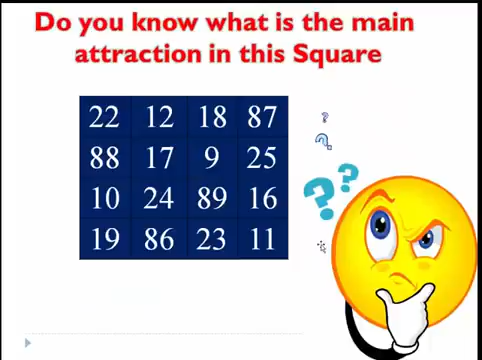 Do you know what is the main
attraction in this Square
22 12 18 87
88 17 9 25
10 24 89 16
19 86 23 11
?
? ?